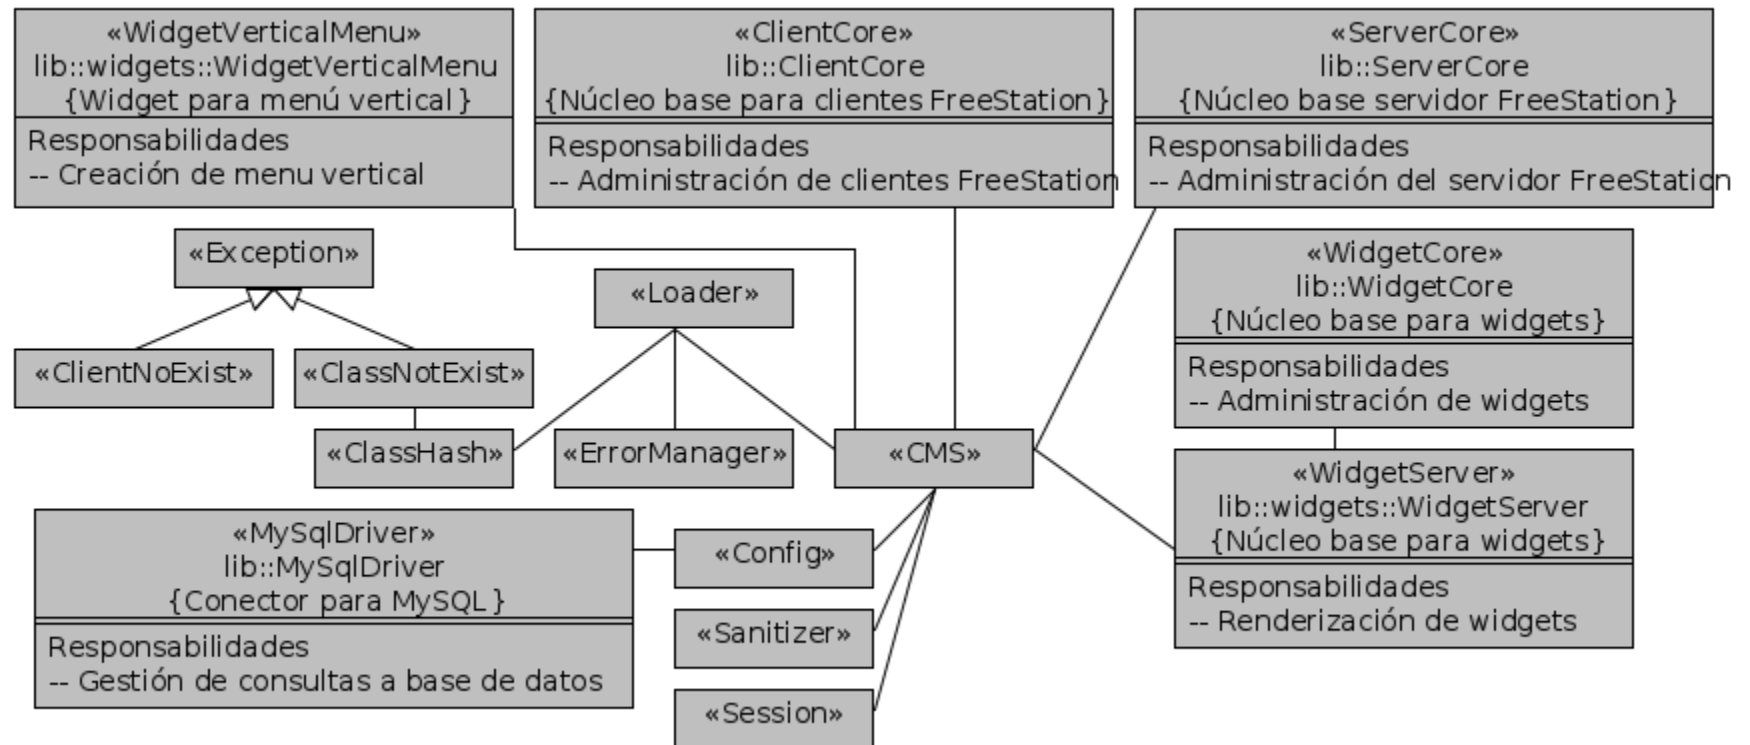 «WidgetVerticalMenu»
lib::widgets::WidgetVerticalMenu
{Widget para menú vertical}
Responsabilidades
-- Creación de menu vertical
«ClientCore»
lib::ClientCore
{Núcleo base para clientes FreeStation}
Responsabilidades
-- Administración de clientes FreeStation
«ServerCore»
lib::ServerCore
{Núcleo base servidor FreeStation}
Responsabilidades
-- Administración del servidor FreeStation
«Exception»
«Loader»
«WidgetCore»
lib::WidgetCore
{Núcleo base para widgets}
Responsabilidades
-- Administración de widgets
«ClientNoExist»
«ClassNotExist»
«ClassHash»
«ErrorManager»
«CMS»
«WidgetServer»
lib::widgets::WidgetServer
{Núcleo base para widgets}
Responsabilidades
-- Renderización de widgets
«MySqlDriver»
lib::MySqlDriver
{Conector para MySQL}
Responsabilidades
-- Gestión de consultas a base de datos
«Config»
«Sanitizer»
«Session»